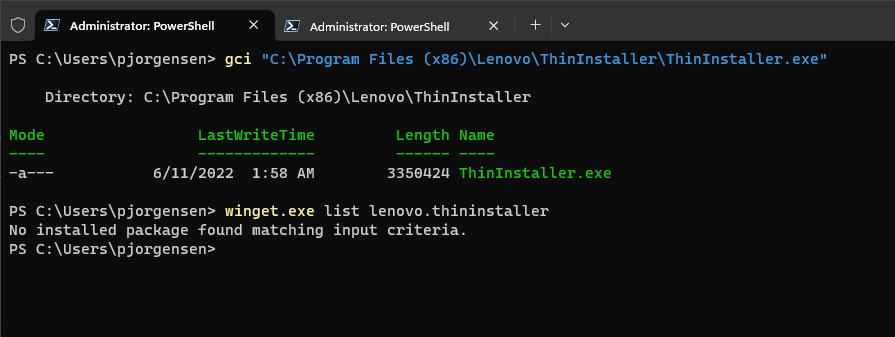 Administrator: PowerShell
Administrator: PowerShell
PS C:\Users\pjorgensen> gci "C:\Program Files (x86)\Lenovo\ThinInstaller\ThinInstaller.exe"
Directory: C:\Program Files (x86)\Lenovo\ThinInstaller
Mode LastWriteTime Length Name
---- ------------- ------ ----
-a--- 6/11/2022 1:58 AM 3350424 ThinInstaller.exe
PS C:\Users\pjorgensen> winget.exe list lenovo.thininstaller
No installed package found matching input criteria.
PS C:\Users\pjorgensen>